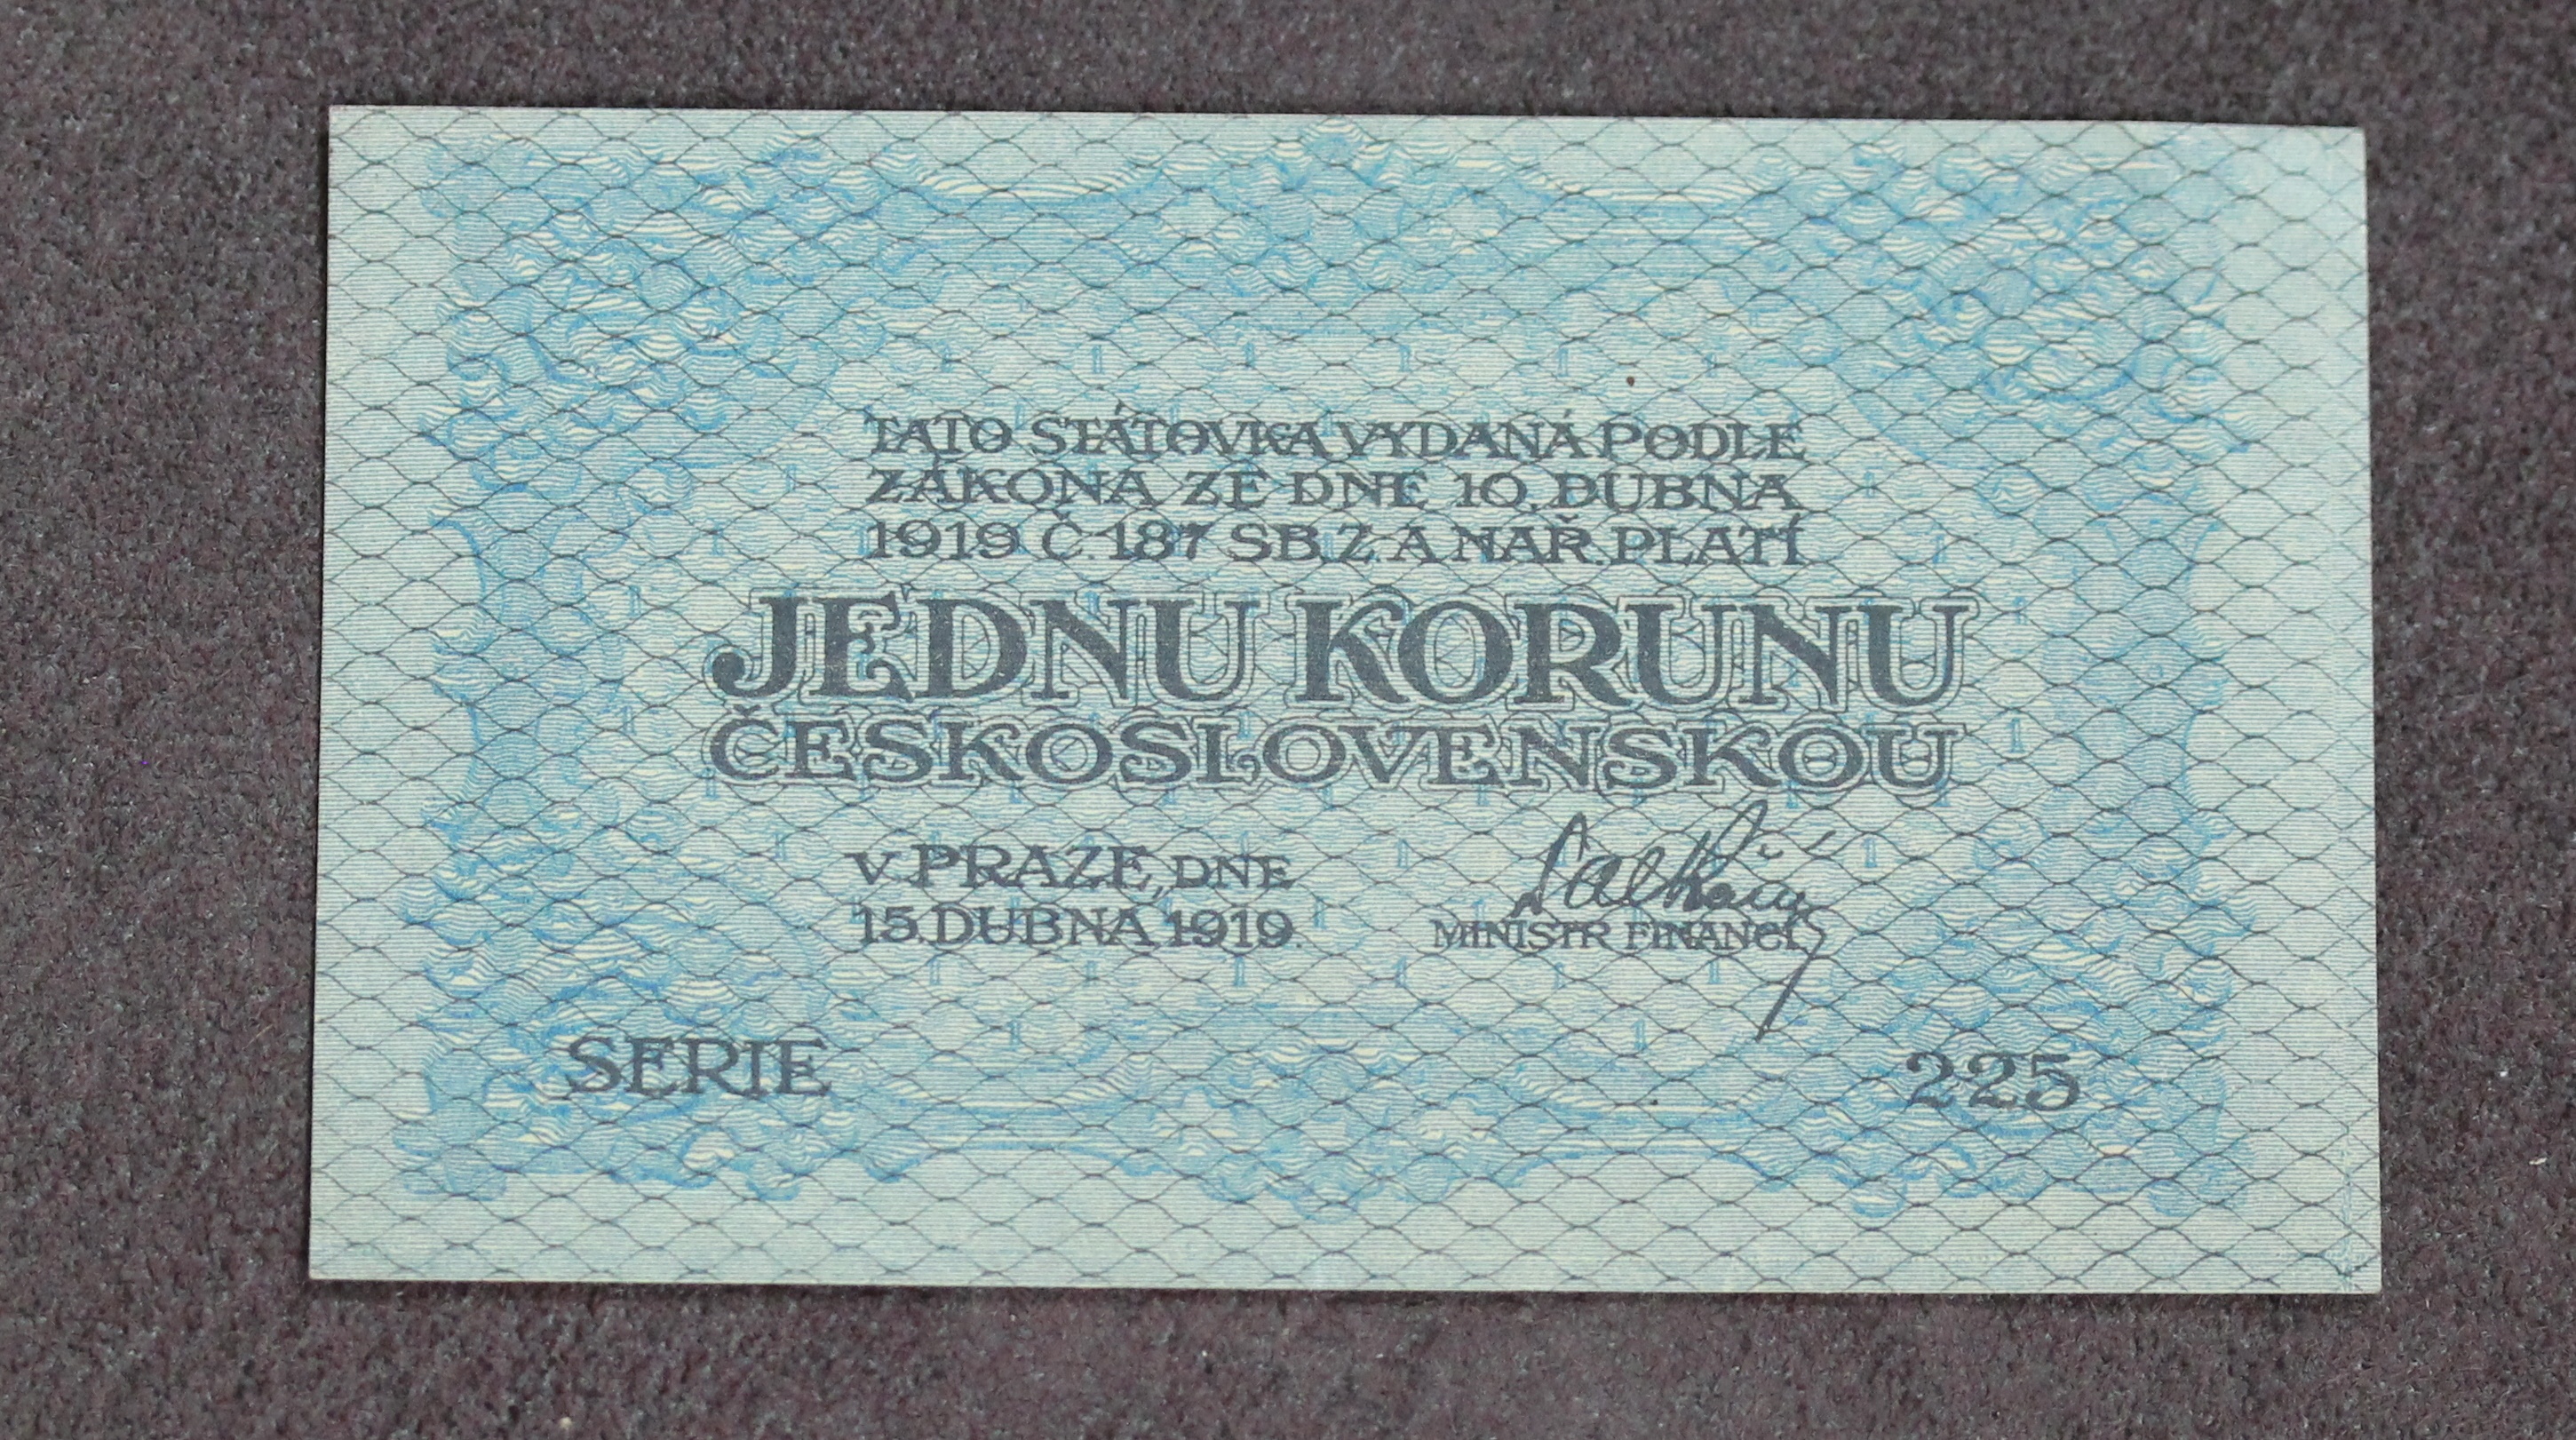 TATO STÁTOVKA VYDANÁ PODLE
ZÁKONA ZE DNE 10. DUBNA
1919 Č. 187 SB. Z. A NAŘ. PLATÍ
JEDNU KORUNU
ČESKOSLOVENSKOU
V PRAZE, DNE
15. DUBNA 1919.
MINISTR FINANCÍ
SERIE 225